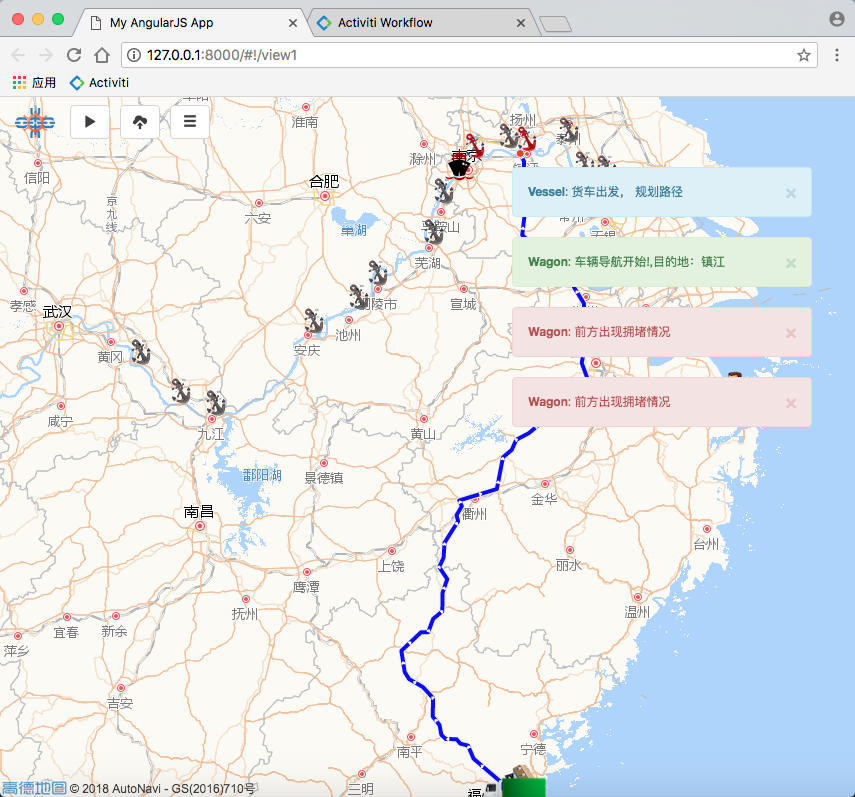 My AngularJS App
Activiti Workflow
127.0.0.1:8000/#!/view1
应用
Activiti
淮南
扬州
滁州
南京
信阳
合肥
六安
京九线
巢湖
马鞍山
芜湖
常州
无锡
Vessel: 货车出发， 规划路径
Wagon: 车辆导航开始!,目的地：镇江
Wagon: 前方出现拥堵情况
Wagon: 前方出现拥堵情况
孝感
武汉
铜陵市
宣城
池州
安庆
黄冈
咸宁
九江
黄山
鄱阳湖
景德镇
衢州
金华
南昌
上饶
台州
丽水
鹰潭
抚州
温州
宜春
新余
萍乡
吉安
南平
宁德
三明
福
高德地图 © 2018 AutoNavi - GS(2016)710号